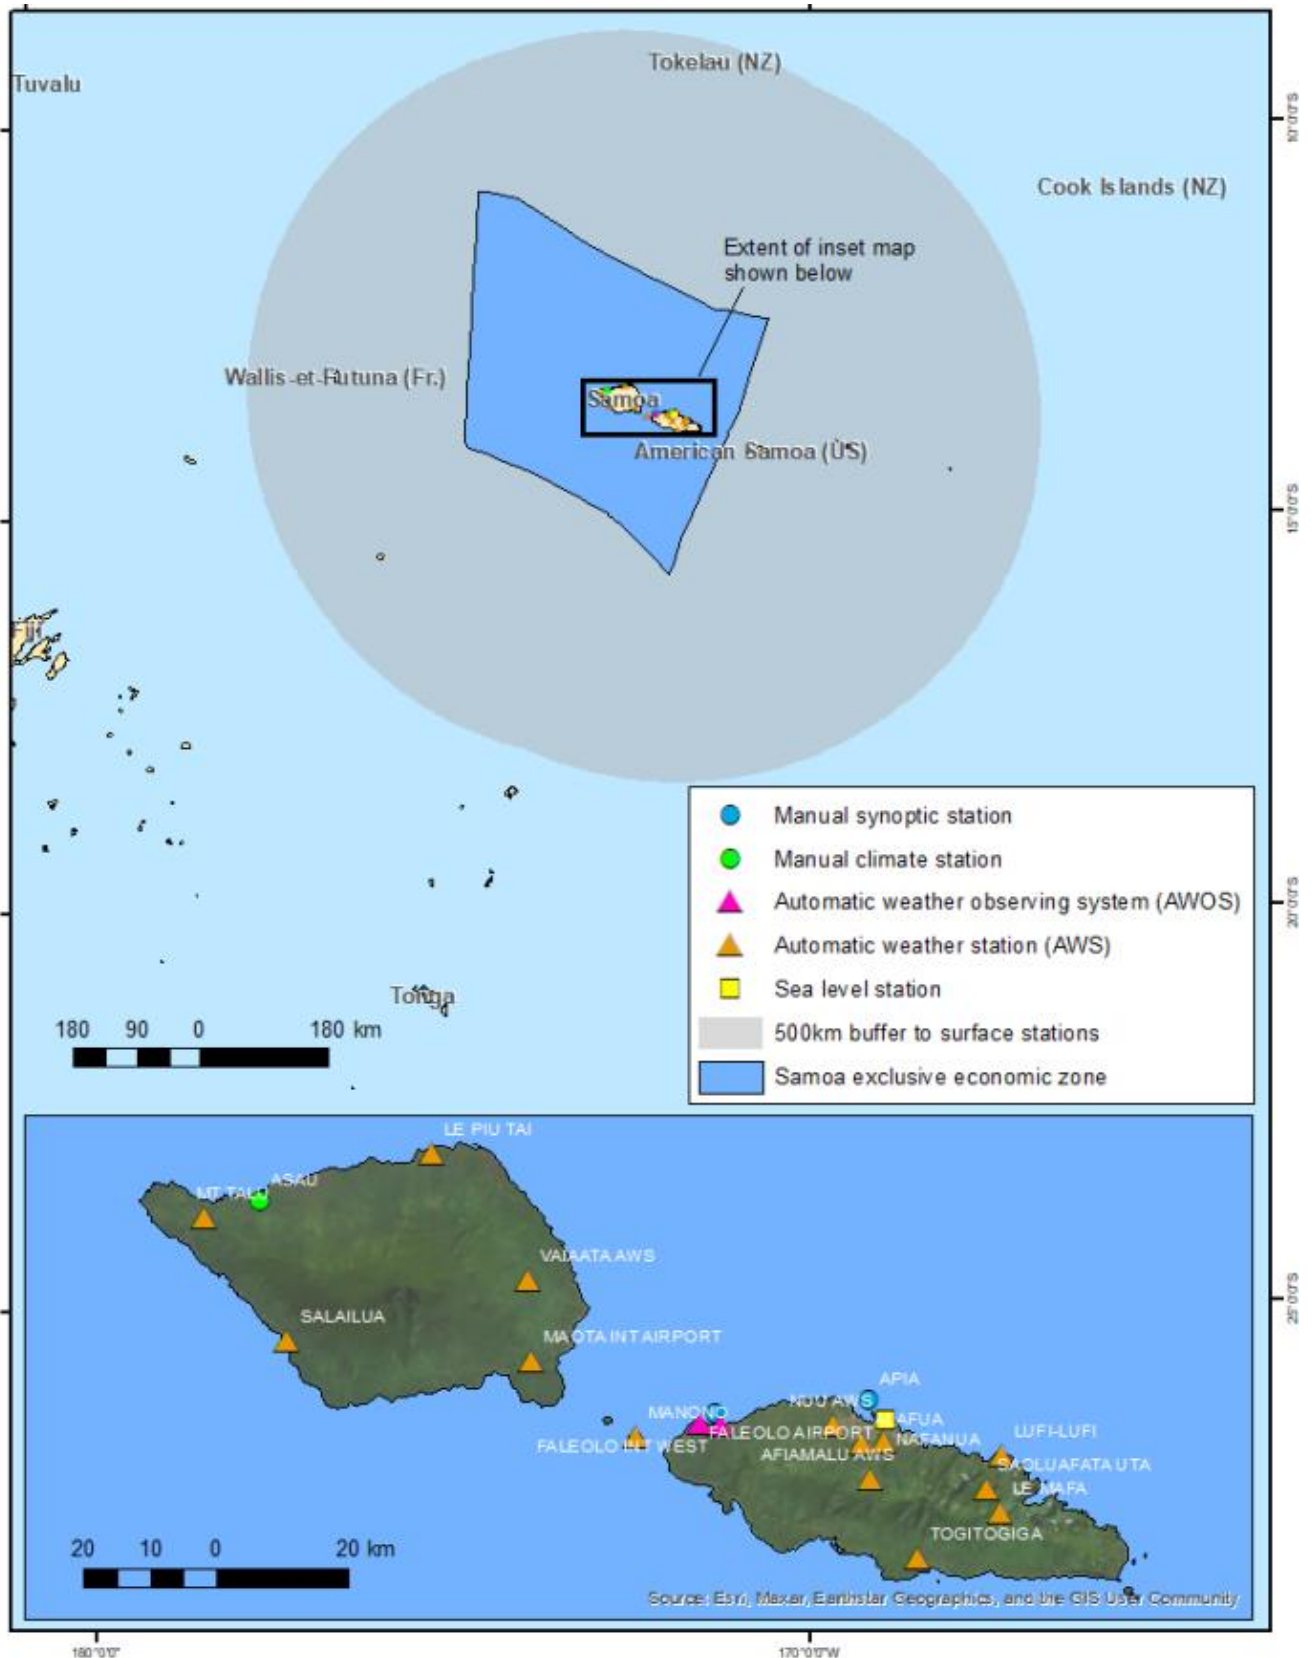 Tokelau (NZ)
Tuvalu
10°0'0"S
Cook Islands (NZ)
Extent of inset map
shown below
Wallis-et-Futuna (Fr.)
Samoa
American Samoa (US)
15°0'0"S
Fiji
Manual synoptic station
Manual climate station
Automatic weather observing system (AWOS)
20°0'0"S
Automatic weather station (AWS)
Sea level station
Tonga
180 90 0 180 km
500km buffer to surface stations
Samoa exclusive economic zone
LE PIU TAI
ASAU
MT TALU
VAIAATA AWS
25°0'0"S
SALAILUA
MAOTA INT AIRPORT
APIA
NUU AWS
MANONO
AFUA
FALEOLO AIRPORT
LUFI-LUFI
NAFANUA
FALEOLO INT WEST
AFIAMALU AWS
SAOLUAFATA UTA
LE MAFA
TOGITOGIGA
20 10 0 20 km
Source: Esri, Maxar, Earthstar Geographics, and the GIS User Community
180°0'0"
170°0'0"W